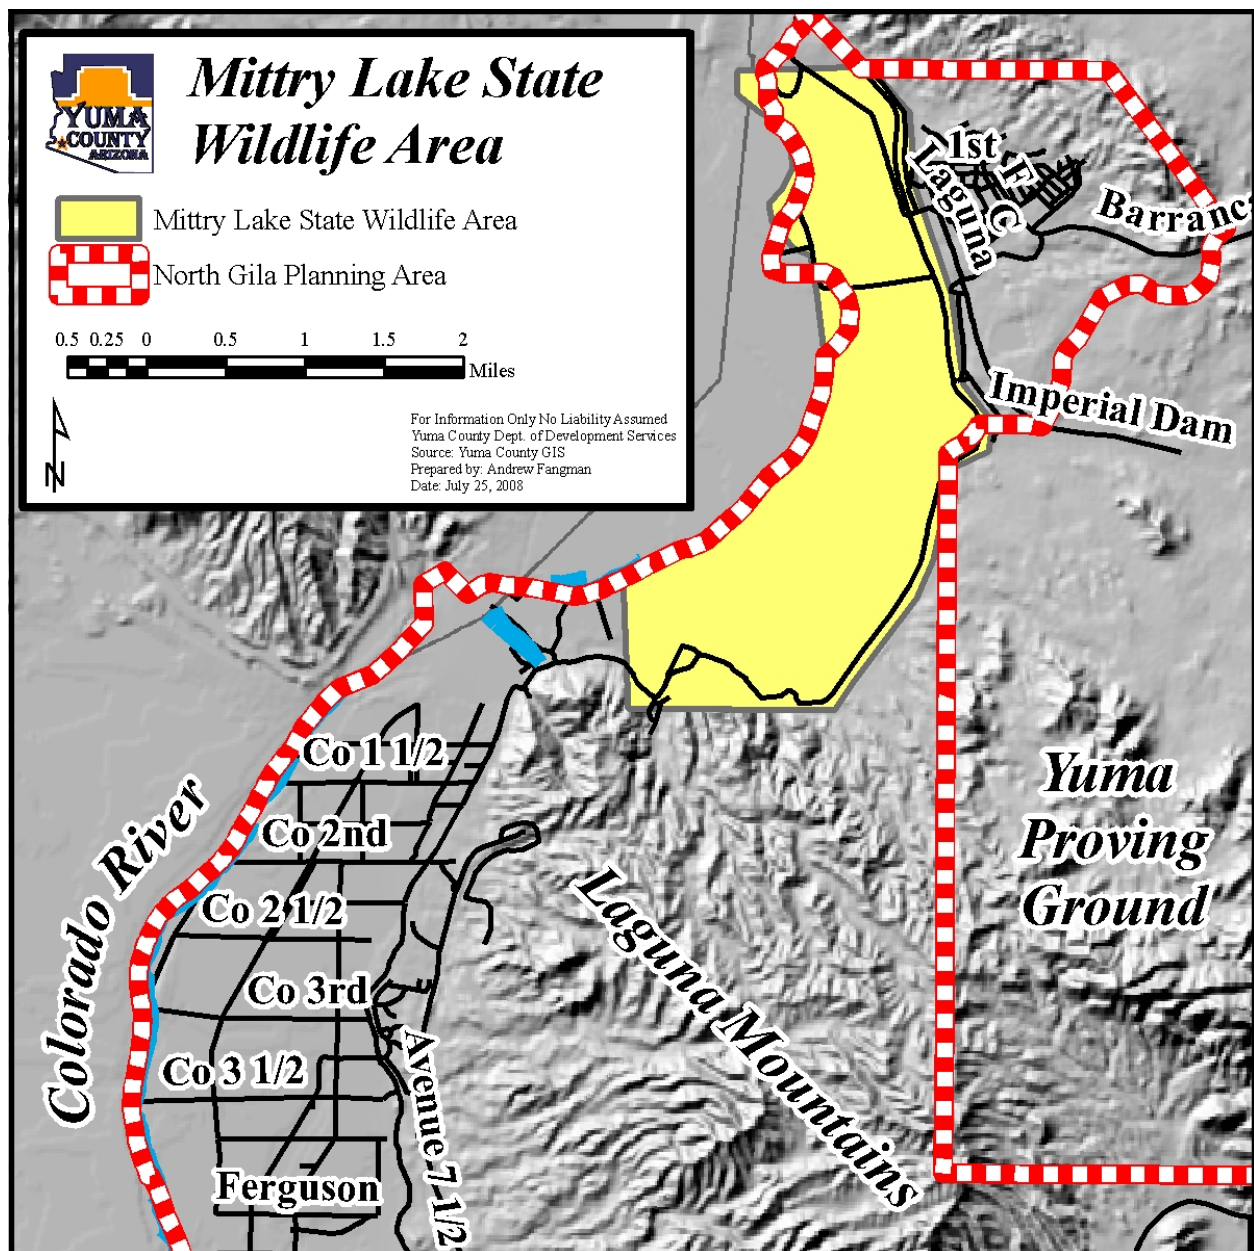 Mittry Lake State
Wildlife Area
YUMA
COUNTY
ARIZONA
Mittry Lake State Wildlife Area
North Gila Planning Area
0.5 0.25 0 0.5 1 1.5 2
Miles
N
For Information Only No Liability Assumed
Yuma County Dept. of Development Services
Source: Yuma County GIS
Prepared by: Andrew Fangman
Date: July 25, 2008
1st
F
C
Laguna
Barranca
Imperial Dam
Colorado River
Co 1 1/2
Co 2nd
Co 2 1/2
Co 3rd
Co 3 1/2
Ferguson
Avenue 7 1/2
Laguna Mountains
Yuma
Proving
Ground